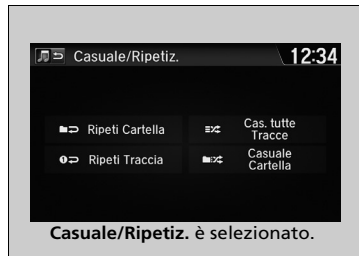 Casuale/Ripetiz.
12:34
Ripeti Cartella
Cas. tutte
Tracce
Ripeti Traccia
Casuale
Cartella
Casuale/Ripetiz. è selezionato.